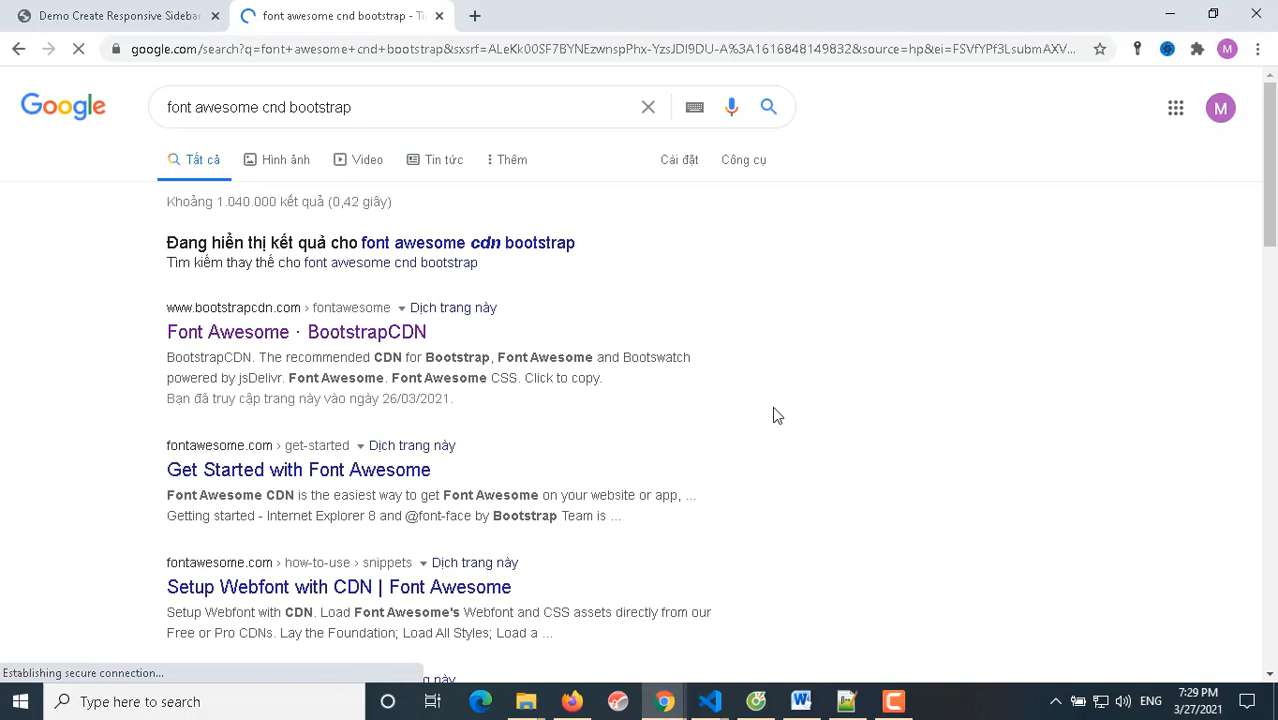 Demo Create Responsive Sidebar
font awesome cnd bootstrap - Tì
google.com/search?q=font+awesome+cnd+bootstrap&sxsrf=ALeKk00SF7BYNEzwnspPhx-YzsJDI9DU-A%3A1616848149832&source=hp&ei=FSVfYPf3LsubmAXV...
M
Google
font awesome cnd bootstrap
M
Tất cả
Hình ảnh
Video
Tin tức
Thêm
Cài đặt
Công cụ
Khoảng 1.040.000 kết quả (0,42 giây)
Đang hiển thị kết quả cho font awesome cdn bootstrap
Tìm kiếm thay thế cho font awesome cnd bootstrap
www.bootstrapcdn.com › fontawesome Dịch trang này
Font Awesome · BootstrapCDN
BootstrapCDN. The recommended CDN for Bootstrap, Font Awesome and Bootswatch
powered by jsDelivr. Font Awesome. Font Awesome CSS. Click to copy.
Bạn đã truy cập trang này vào ngày 26/03/2021.
fontawesome.com › get-started Dịch trang này
Get Started with Font Awesome
Font Awesome CDN is the easiest way to get Font Awesome on your website or app, ...
Getting started - Internet Explorer 8 and @font-face by Bootstrap Team is ...
fontawesome.com › how-to-use › snippets Dịch trang này
Setup Webfont with CDN | Font Awesome
Setup Webfont with CDN. Load Font Awesome's Webfont and CSS assets directly from our
Free or Pro CDNs. Lay the Foundation; Load All Styles; Load a ...
Establishing secure connection...
Type here to search
ENG
7:29 PM
3/27/2021